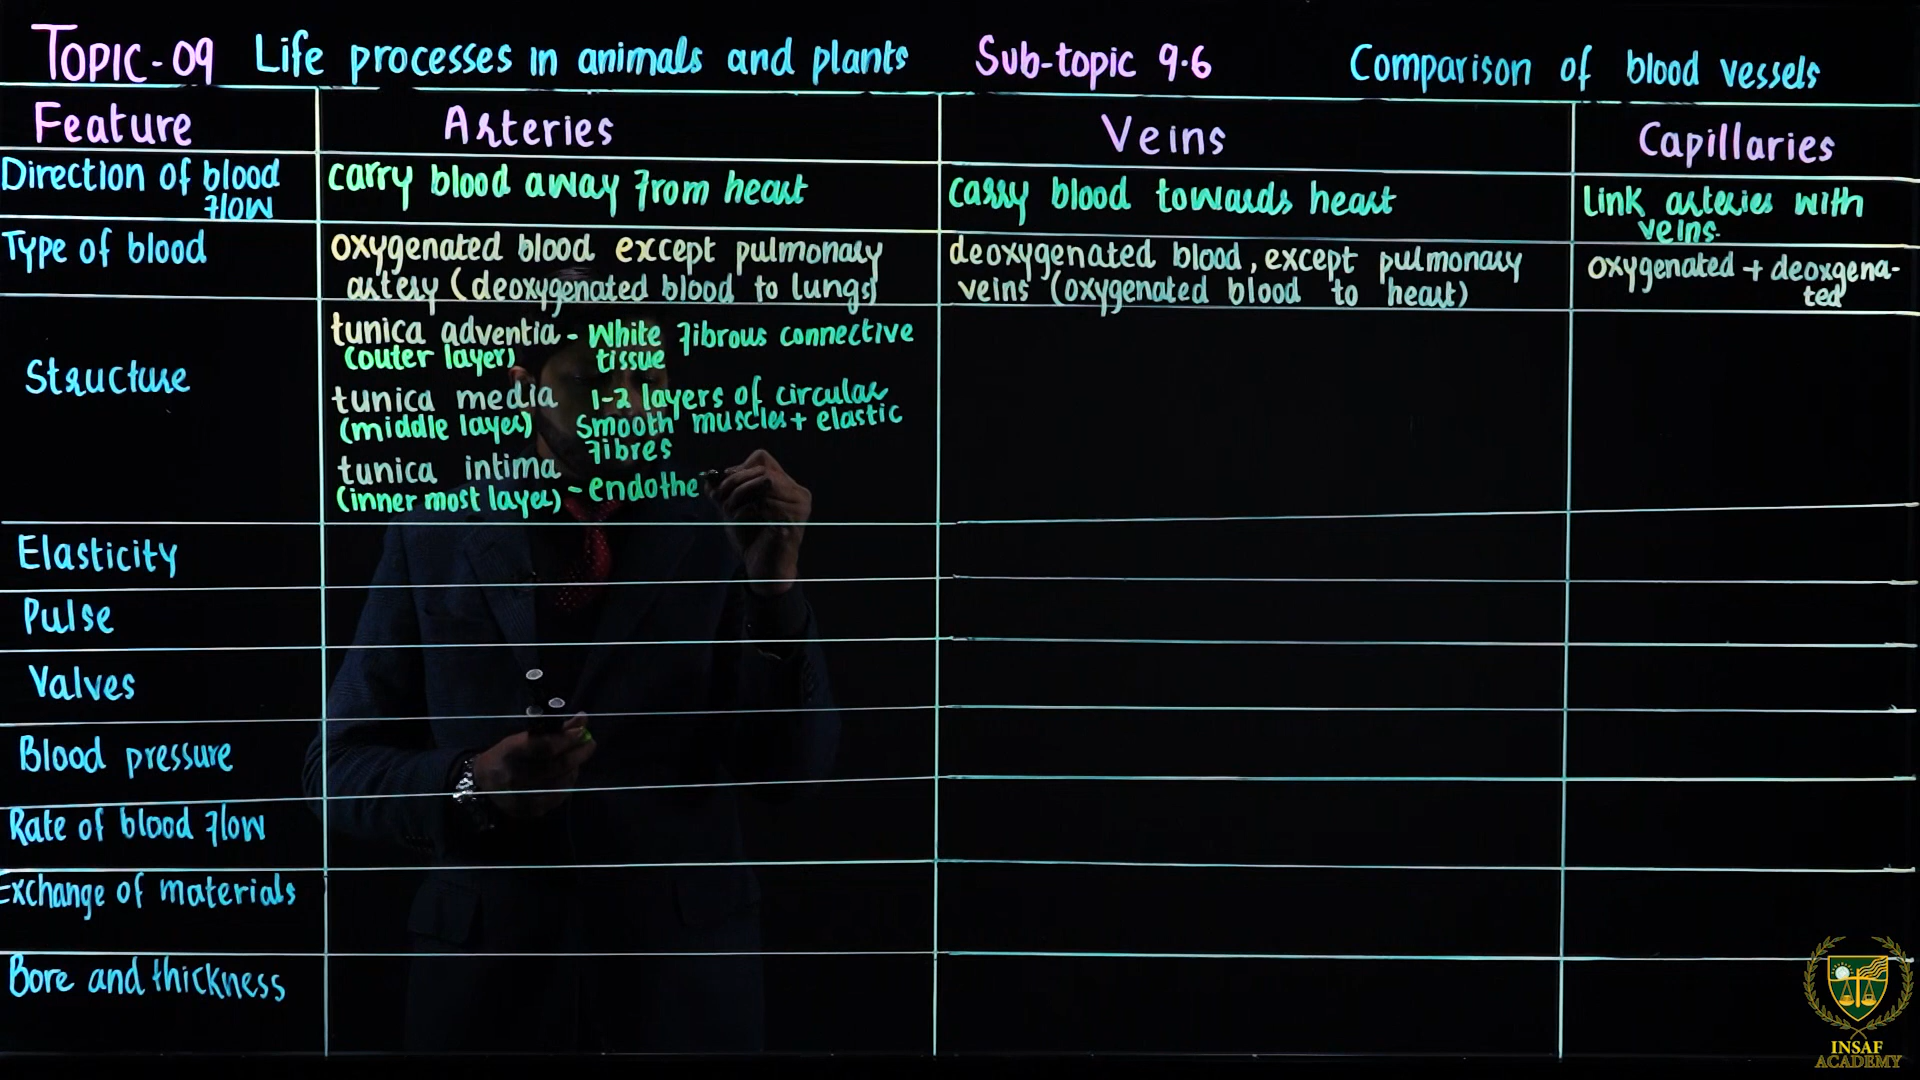 TOPIC-09 Life processes in animals and plants Sub-topic 9.6 Comparison of blood vessels
Feature Arteries Veins Capillaries
Direction of blood flow
carry blood away from heart
carry blood towards heart
Link arteries with
veins.
Type of blood
oxygenated blood except pulmonary
artery (deoxygenated blood to lungs)
deoxygenated blood, except pulmonary
veins (oxygenated blood to heart)
oxygenated + deoxgena-
ted
Structure
tunica adventia - White fibrous connective
(outer layer) tissue
tunica media 1-2 layers of circular
(middle layer) smooth muscles + elastic
fibres
tunica intima
(inner most layer) - endothe
Elasticity
Pulse
Valves
Blood pressure
Rate of blood flow
Exchange of materials
Bore and thickness
INSAF
ACADEMY